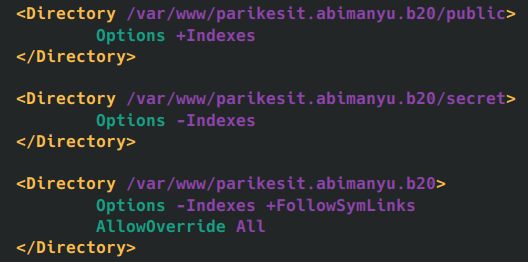 <Directory /var/www/parikesit.abimanyu.b20/public>
        Options +Indexes
</Directory>

<Directory /var/www/parikesit.abimanyu.b20/secret>
        Options -Indexes
</Directory>

<Directory /var/www/parikesit.abimanyu.b20>
        Options -Indexes +FollowSymLinks
        AllowOverride All
</Directory>